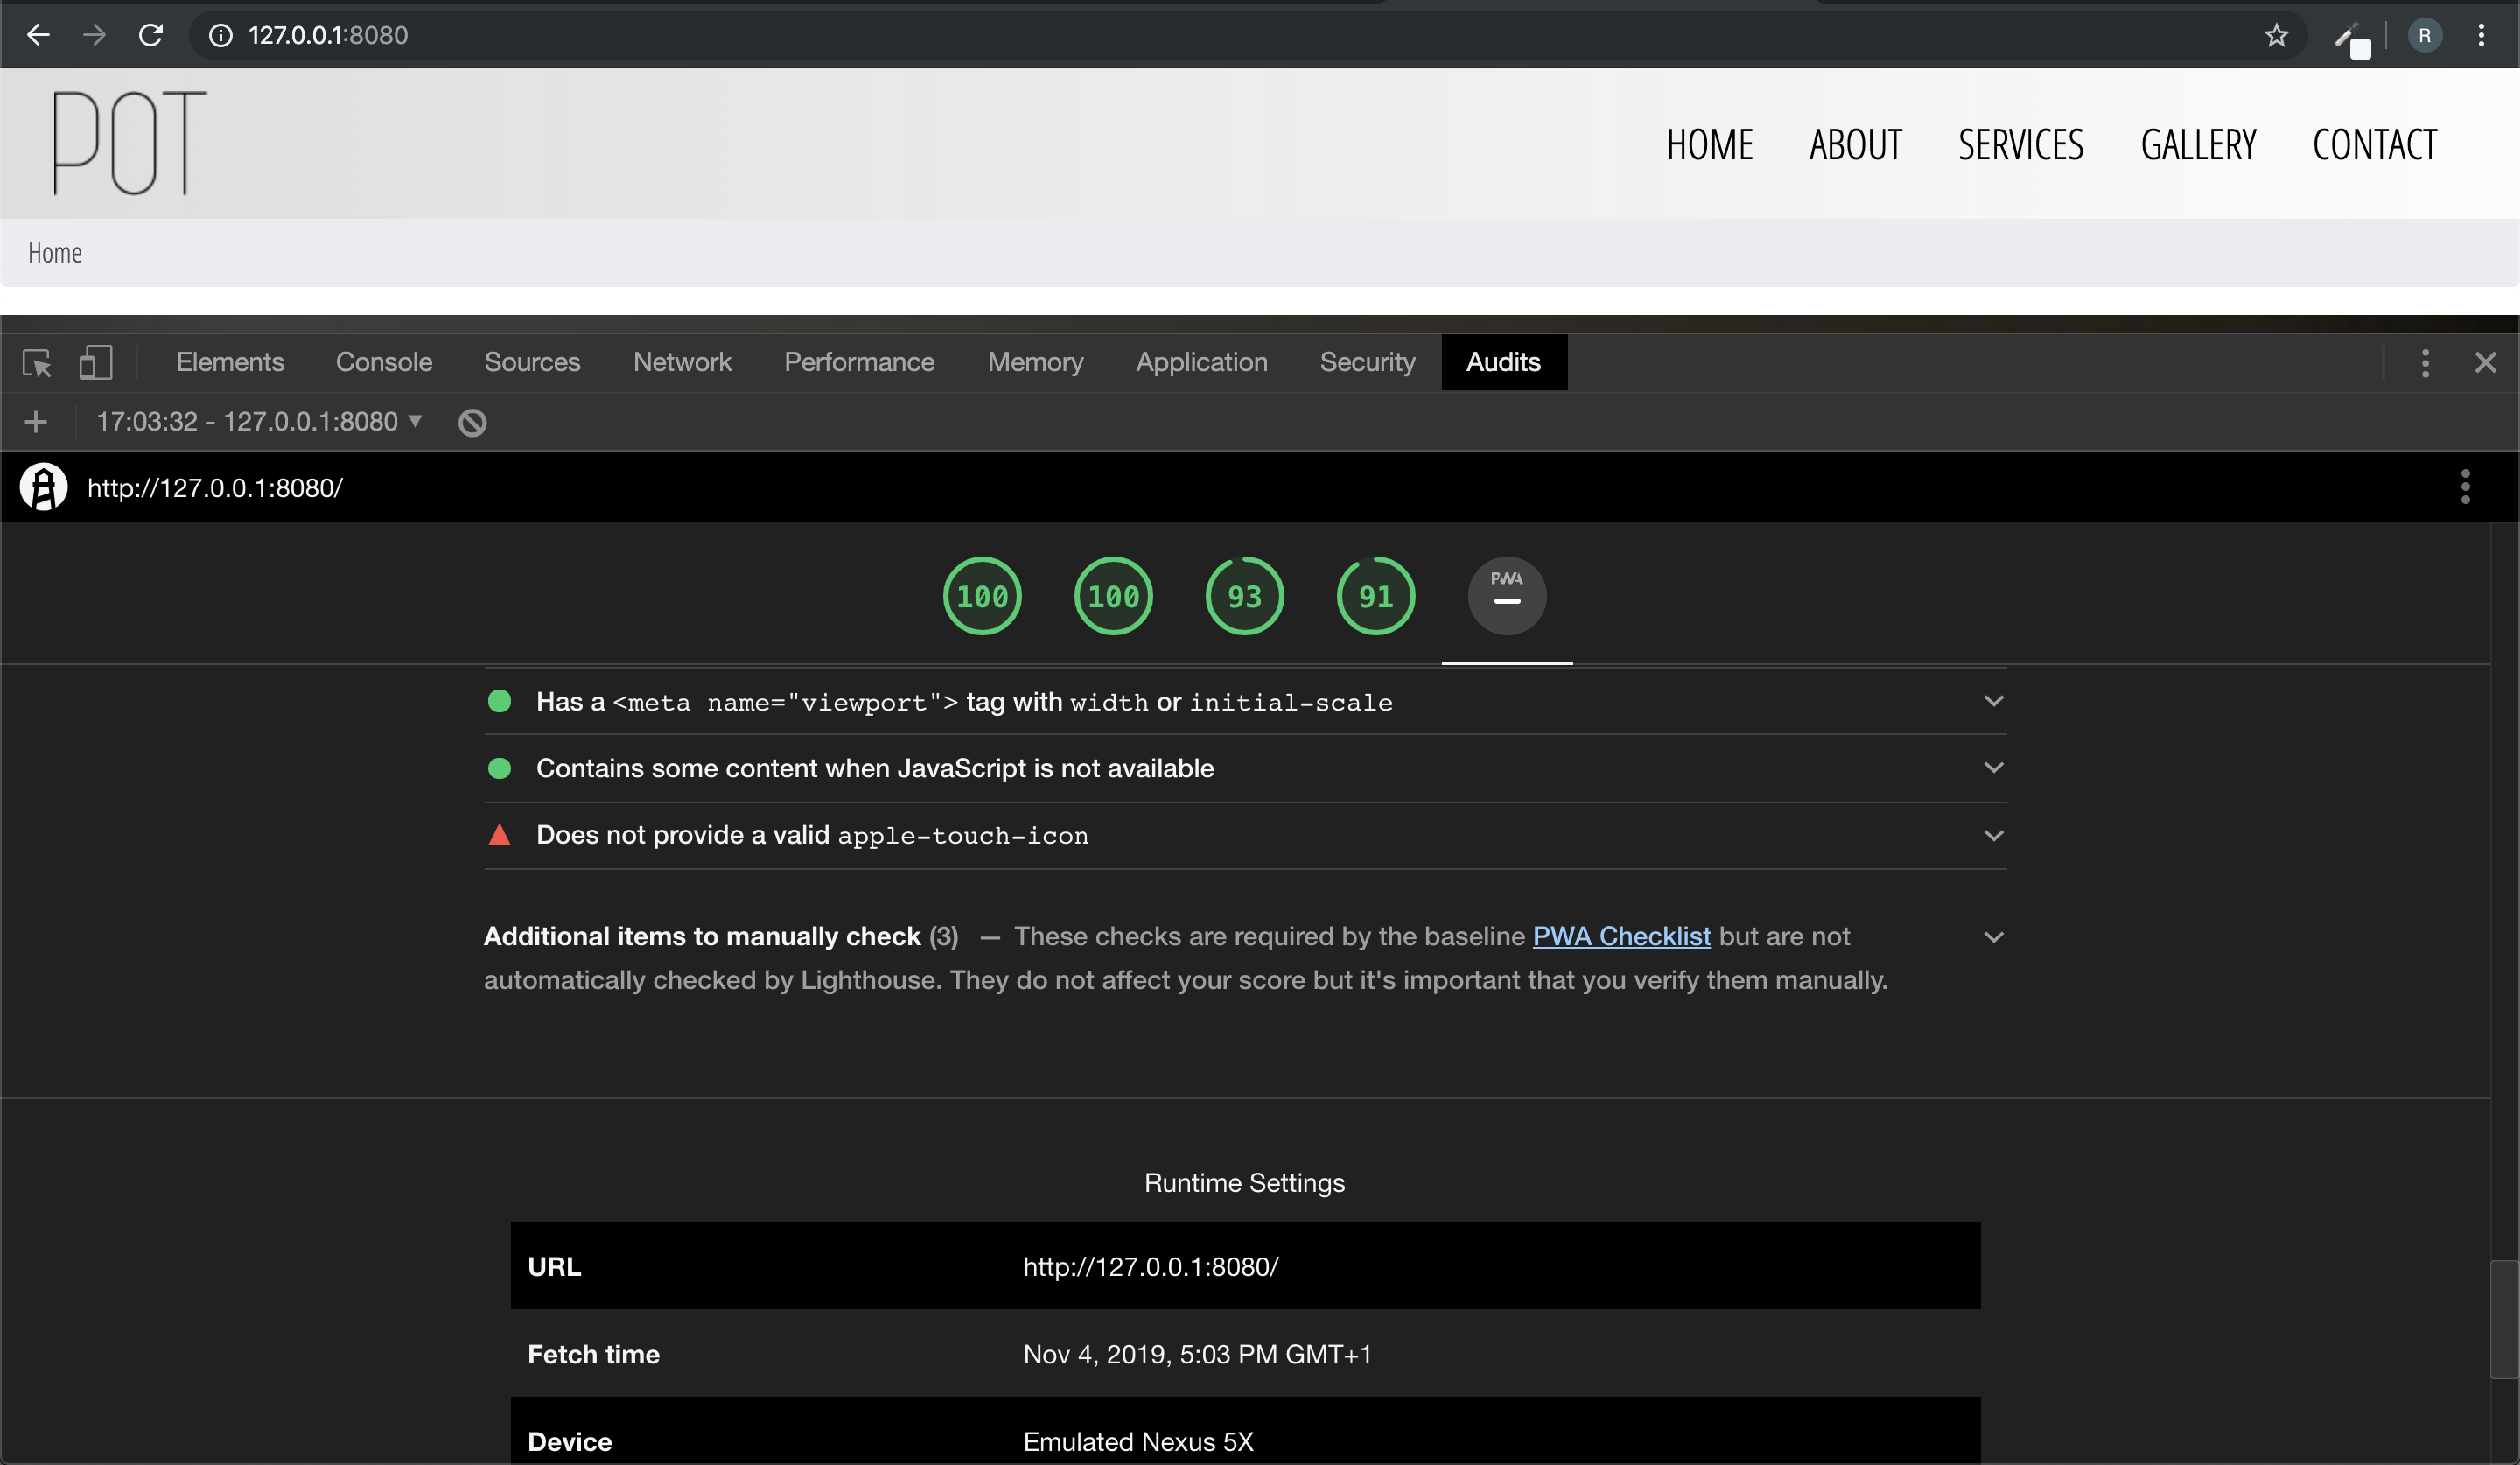 127.0.0.1:8080
R
POT
HOME ABOUT SERVICES GALLERY CONTACT
Home
Elements Console Sources Network Performance Memory Application Security Audits
17:03:32 - 127.0.0.1:8080
http://127.0.0.1:8080/
100 100 93 91 PWA
Has a <meta name="viewport"> tag with width or initial-scale
Contains some content when JavaScript is not available
Does not provide a valid apple-touch-icon
Additional items to manually check (3) — These checks are required by the baseline PWA Checklist but are not
automatically checked by Lighthouse. They do not affect your score but it's important that you verify them manually.
Runtime Settings
URL http://127.0.0.1:8080/
Fetch time Nov 4, 2019, 5:03 PM GMT+1
Device Emulated Nexus 5X